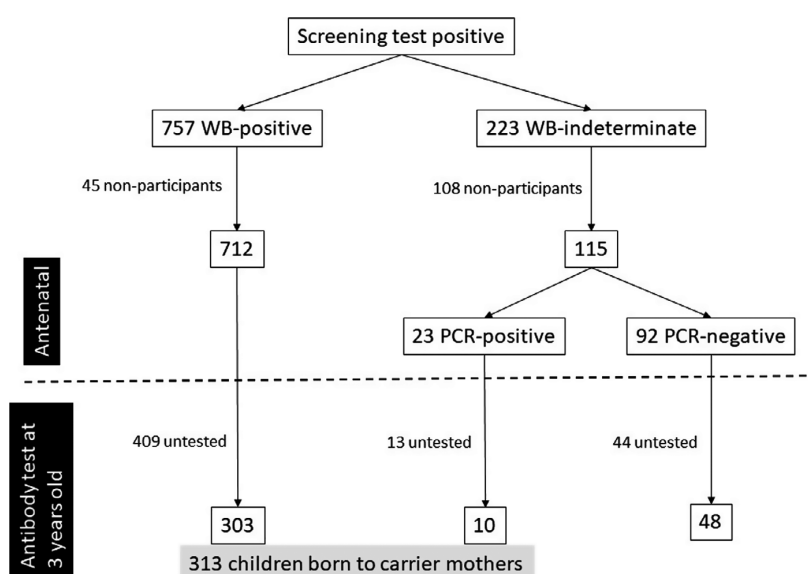 Screening test positive
757 WB-positive
223 WB-indeterminate
45 non-participants
108 non-participants
712
115
Antenatal
23 PCR-positive
92 PCR-negative
Antibody test at
3 years old
409 untested
13 untested
44 untested
303
10
48
313 children born to carrier mothers